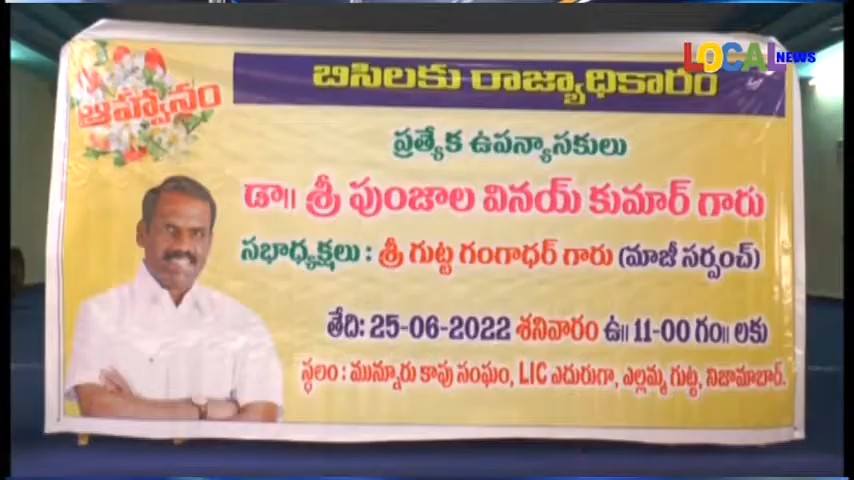 LOCAL NEWS
ఆహ్వానం
బిసిలకు రాజ్యాధికారం
ప్రత్యేక ఉపన్యాసకులు
డా॥ శ్రీ పుంజాల వినయ్ కుమార్ గారు
సభాధ్యక్షలు : శ్రీ గుట్ట గంగాధర్ గారు (మాజీ సర్పంచ్)
తేది: 25-06-2022 శనివారం ఉ॥ 11-00 గం॥ లకు
స్థలం : మున్నూరు కాపు సంఘం, LIC ఎదురుగా, ఎల్లమ్మ గుట్ట, నిజామాబాద్.